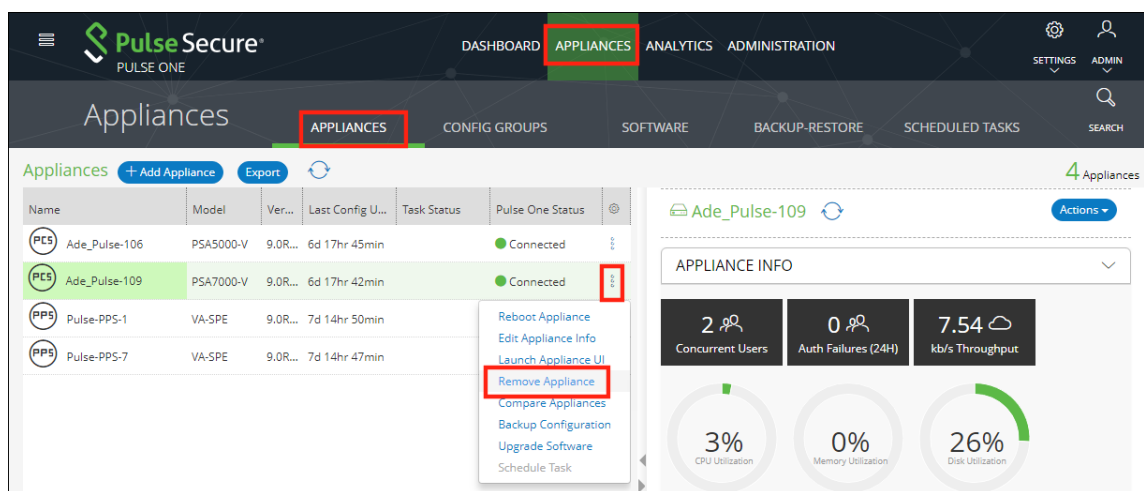 Pulse Secure®
PULSE ONE
DASHBOARD APPLIANCES ANALYTICS ADMINISTRATION
SETTINGS ADMIN
Appliances
APPLIANCES CONFIG GROUPS SOFTWARE BACKUP-RESTORE SCHEDULED TASKS
SEARCH
Appliances + Add Appliance Export
4 Appliances
Name Model Ver... Last Config U... Task Status Pulse One Status
PCS Ade_Pulse-106 PSA5000-V 9.0R... 6d 17hr 45min Connected
PCS Ade_Pulse-109 PSA7000-V 9.0R... 6d 17hr 42min Connected
PPS Pulse-PPS-1 VA-SPE 9.0R... 7d 14hr 50min
PPS Pulse-PPS-7 VA-SPE 9.0R... 7d 14hr 47min
Reboot Appliance
Edit Appliance Info
Launch Appliance UI
Remove Appliance
Compare Appliances
Backup Configuration
Upgrade Software
Schedule Task
Ade_Pulse-109 Actions
APPLIANCE INFO
2 0 7.54
Concurrent Users Auth Failures (24H) kb/s Throughput
3% 0% 26%
CPU Utilization Memory Utilization Disk Utilization